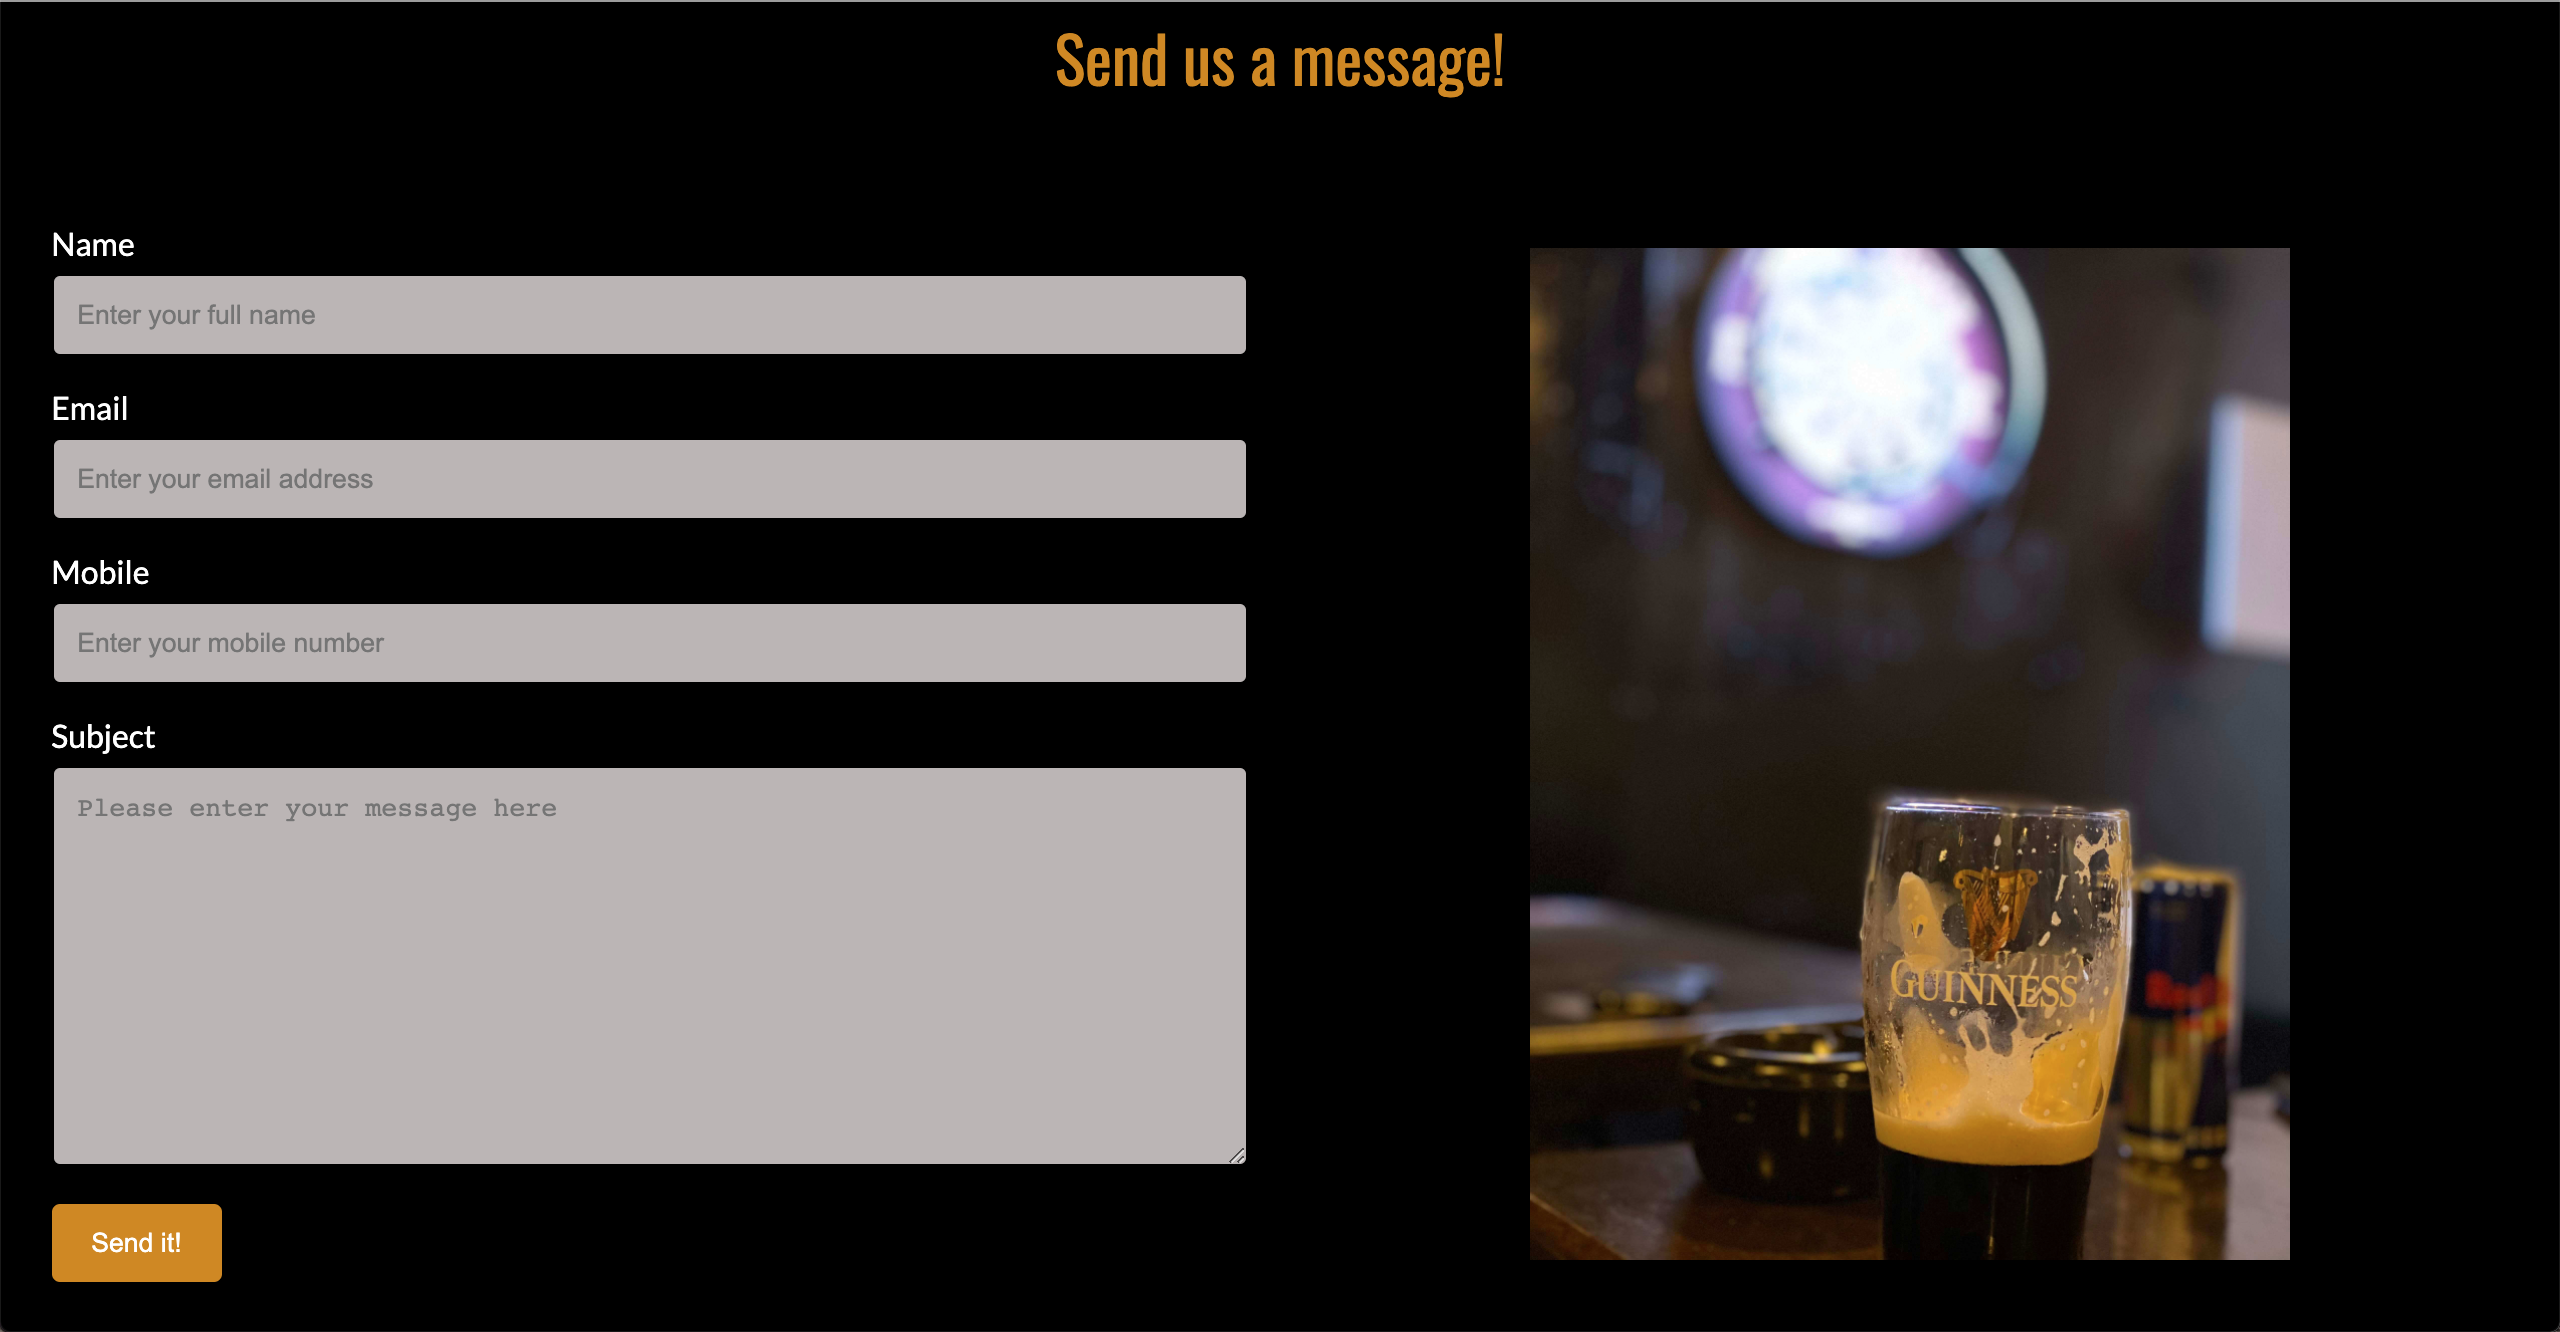 Send us a message!
Name
Enter your full name
Email
Enter your email address
Mobile
Enter your mobile number
Subject
Please enter your message here
Send it!
GUINNESS